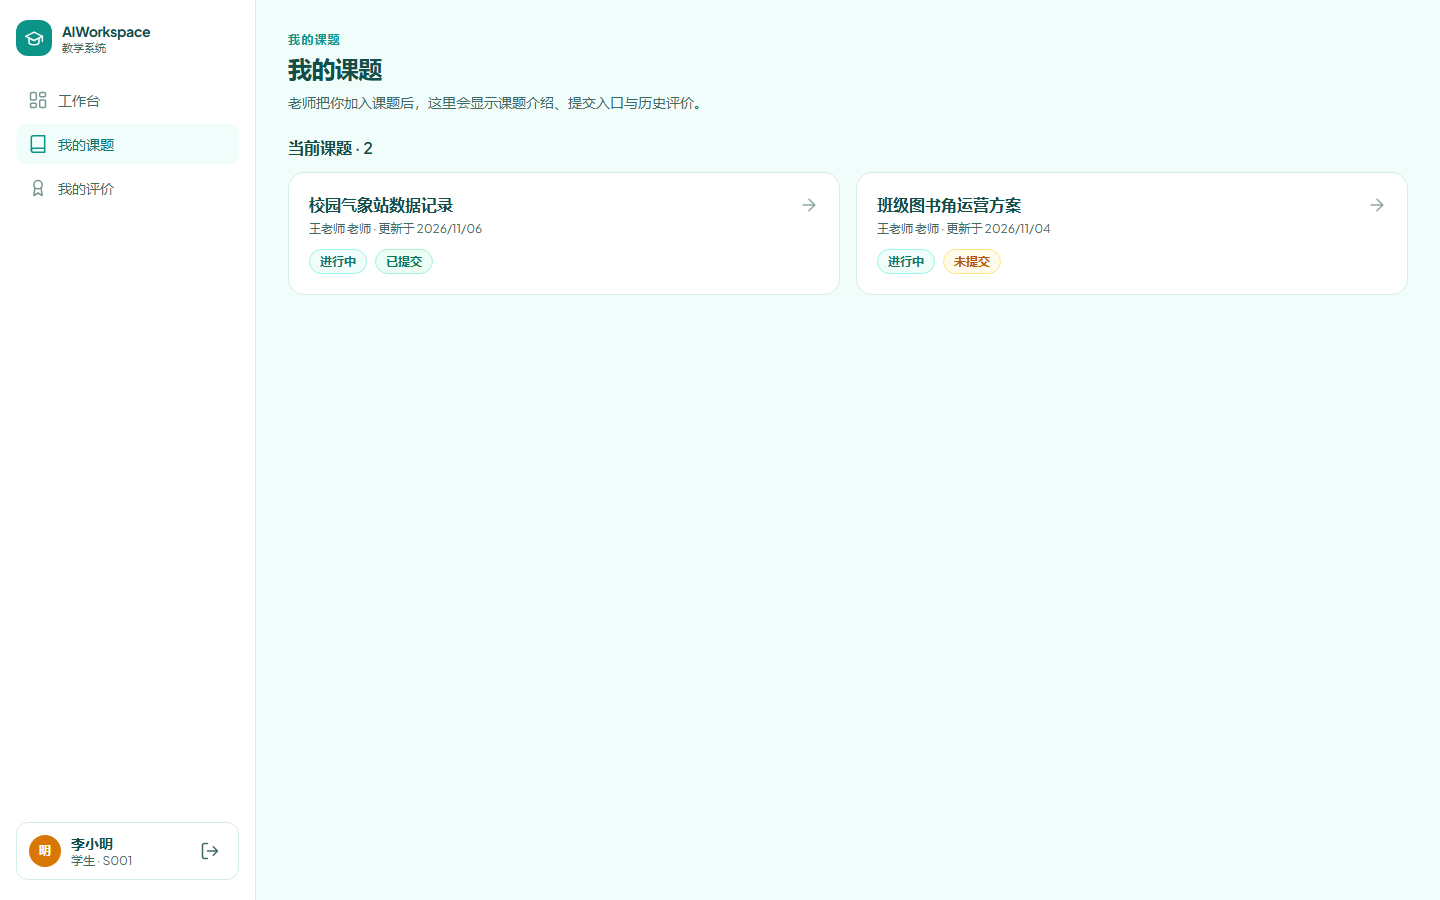 AIWorkspace
教学系统
工作台
我的课题
我的评价
明
李小明
学生 · S001
我的课题
我的课题
老师把你加入课题后，这里会显示课题介绍、提交入口与历史评价。
当前课题 · 2
校园气象站数据记录
王老师 老师 · 更新于 2026/11/06
进行中
已提交
班级图书角运营方案
王老师 老师 · 更新于 2026/11/04
进行中
未提交